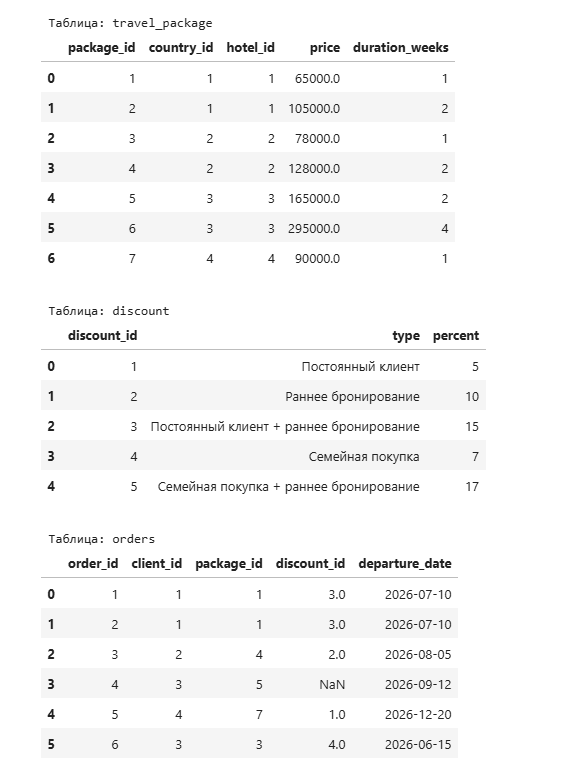 Таблица: travel_package
package_id country_id hotel_id price duration_weeks
0 1 1 1 65000.0 1
1 2 1 1 105000.0 2
2 3 2 2 78000.0 1
3 4 2 2 128000.0 2
4 5 3 3 165000.0 2
5 6 3 3 295000.0 4
6 7 4 4 90000.0 1
Таблица: discount
discount_id type percent
0 1 Постоянный клиент 5
1 2 Раннее бронирование 10
2 3 Постоянный клиент + раннее бронирование 15
3 4 Семейная покупка 7
4 5 Семейная покупка + раннее бронирование 17
Таблица: orders
order_id client_id package_id discount_id departure_date
0 1 1 1 3.0 2026-07-10
1 2 1 1 3.0 2026-07-10
2 3 2 4 2.0 2026-08-05
3 4 3 5 NaN 2026-09-12
4 5 4 7 1.0 2026-12-20
5 6 3 3 4.0 2026-06-15